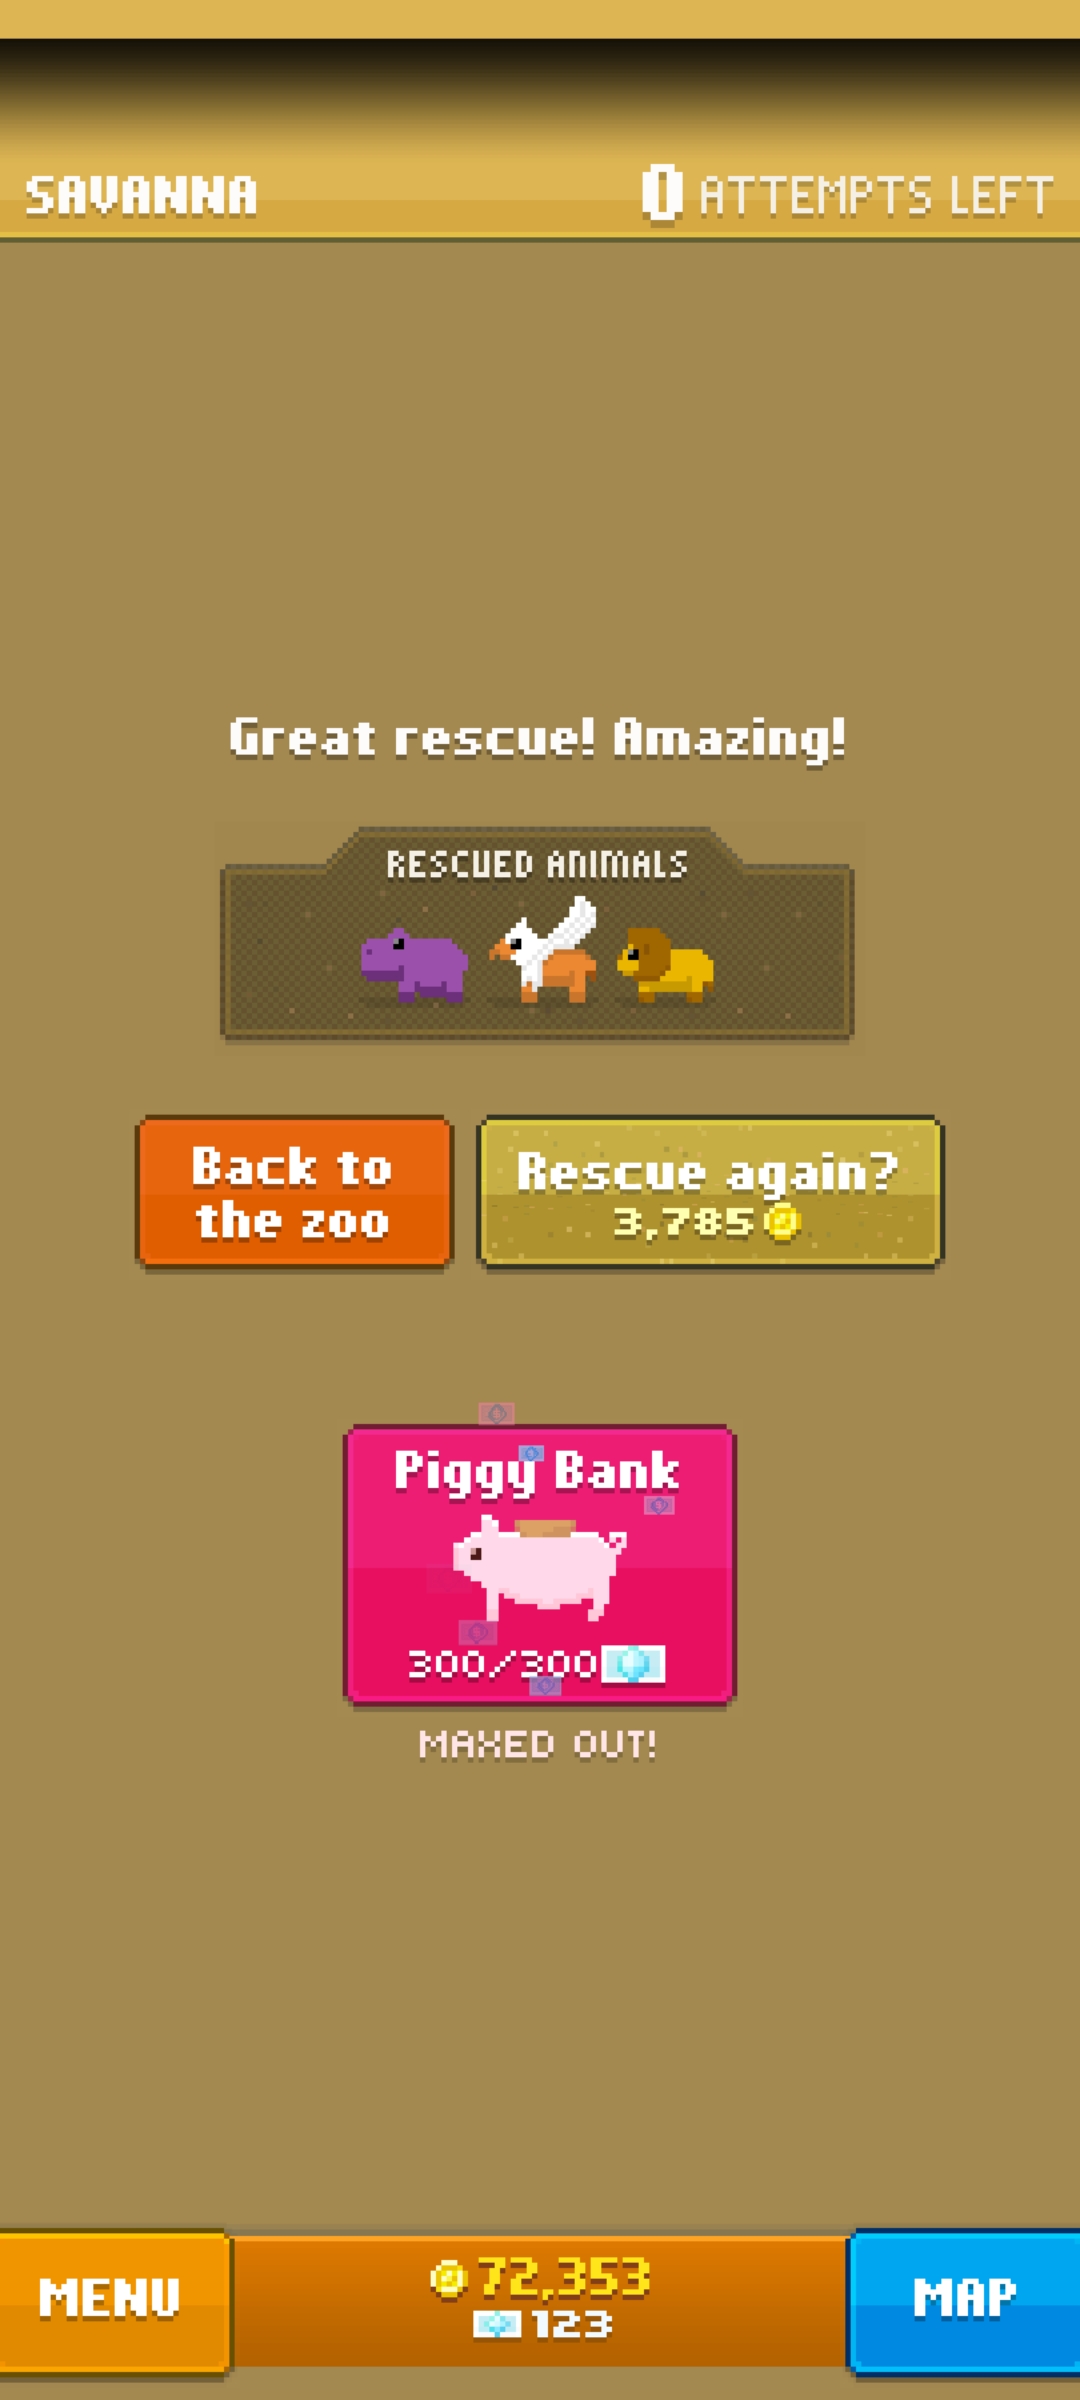 SAVANNA
0 ATTEMPTS LEFT
Great rescue! Amazing!
RESCUED ANIMALS
Back to
the zoo
Rescue again?
3,785
Piggy Bank
300/300
MAXED OUT!
MENU
72,353
123
MAP